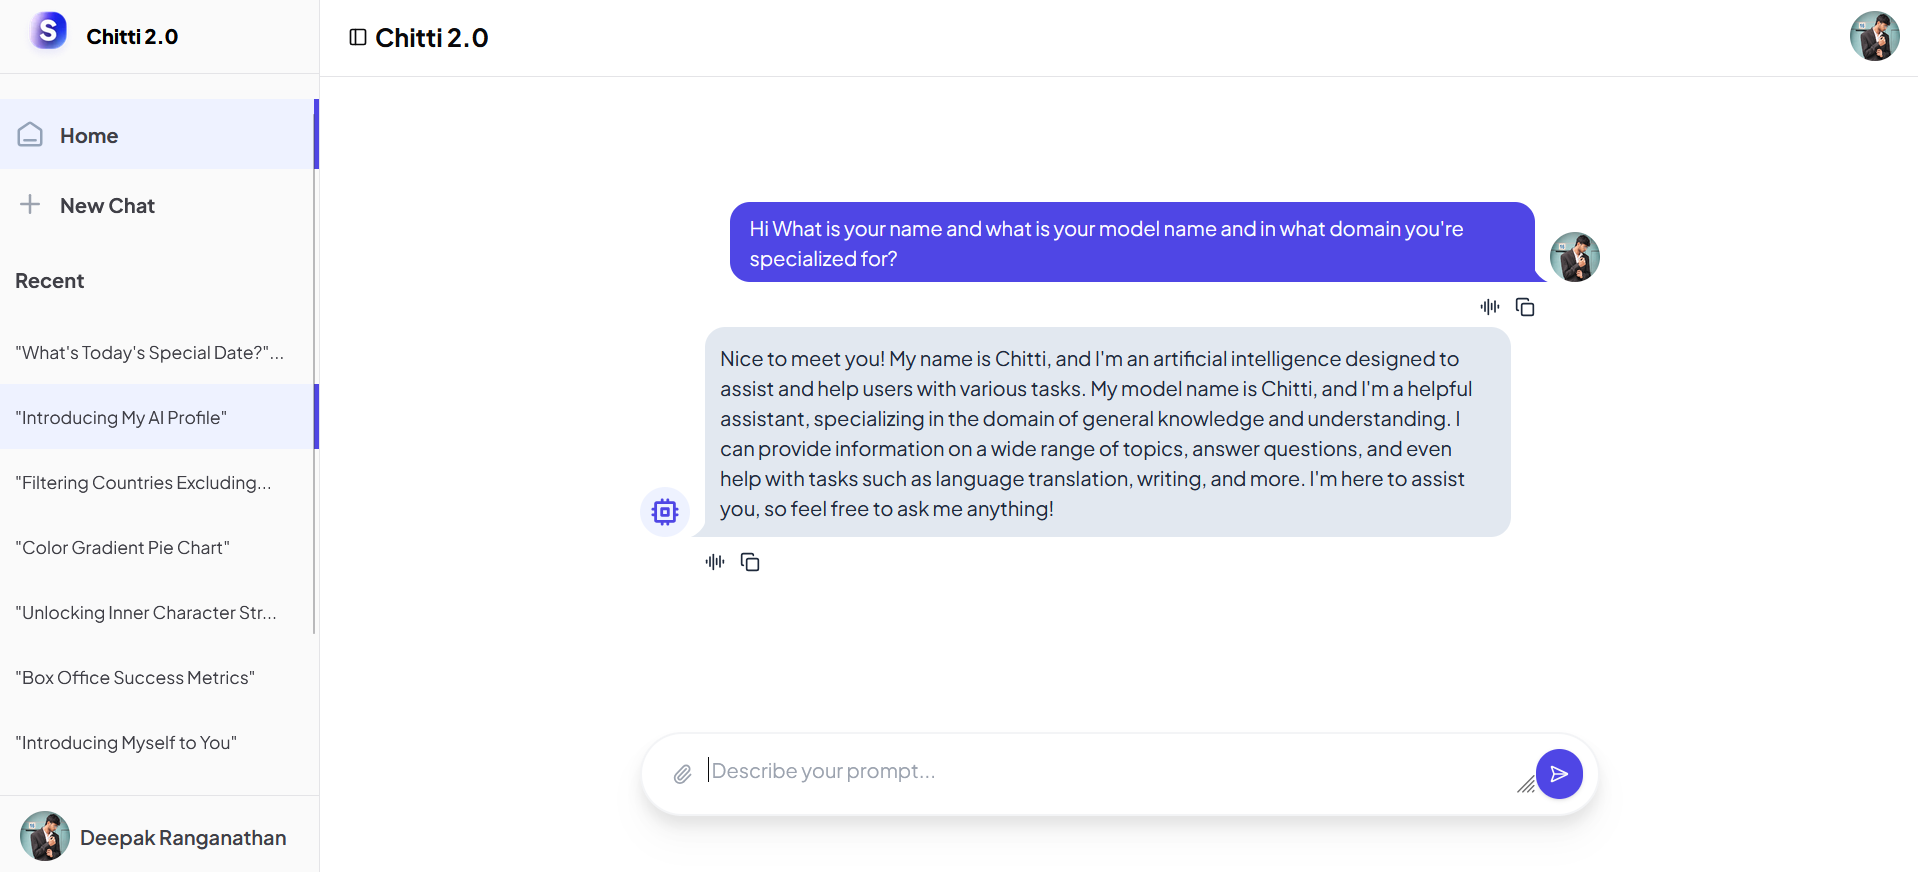 S
Chitti 2.0
Home
New Chat
Recent
"What's Today's Special Date?"...
"Introducing My AI Profile"
"Filtering Countries Excluding...
"Color Gradient Pie Chart"
"Unlocking Inner Character Str...
"Box Office Success Metrics"
"Introducing Myself to You"
Deepak Ranganathan
Chitti 2.0
Hi What is your name and what is your model name and in what domain you're
specialized for?
Nice to meet you! My name is Chitti, and I'm an artificial intelligence designed to
assist and help users with various tasks. My model name is Chitti, and I'm a helpful
assistant, specializing in the domain of general knowledge and understanding. I
can provide information on a wide range of topics, answer questions, and even
help with tasks such as language translation, writing, and more. I'm here to assist
you, so feel free to ask me anything!
Describe your prompt...